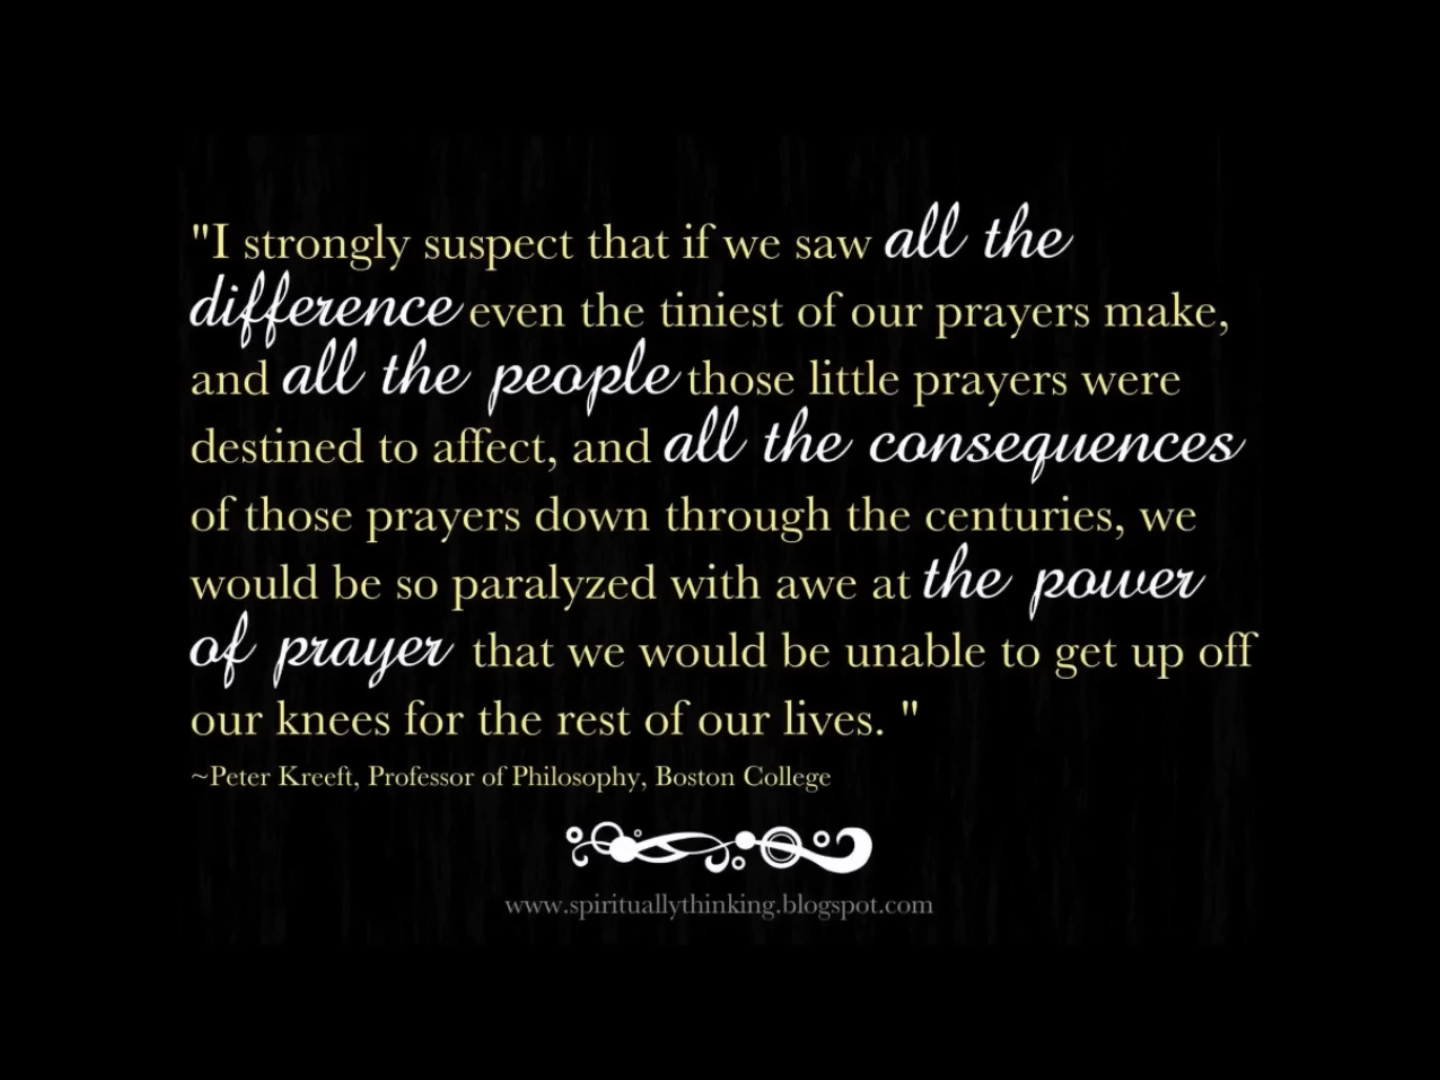 "I strongly suspect that if we saw all the
difference even the tiniest of our prayers make,
and all the people those little prayers were
destined to affect, and all the consequences
of those prayers down through the centuries, we
would be so paralyzed with awe at the power
of prayer that we would be unable to get up off
our knees for the rest of our lives. "
~Peter Kreeft, Professor of Philosophy, Boston College
www.spirituallythinking.blogspot.com